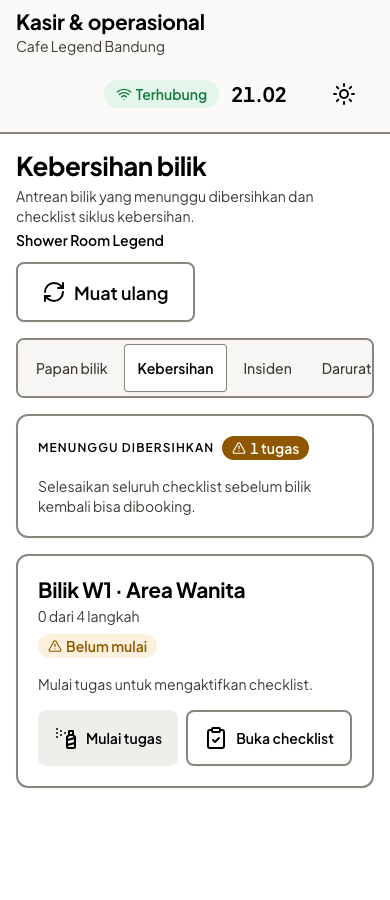 Kasir & operasional
Cafe Legend Bandung
Terhubung
21.02
Kebersihan bilik
Antrean bilik yang menunggu dibersihkan dan
checklist siklus kebersihan.
Shower Room Legend
Muat ulang
Papan bilik
Kebersihan
Insiden
Darurat
MENUNGGU DIBERSIHKAN
1 tugas
Selesaikan seluruh checklist sebelum bilik
kembali bisa dibooking.
Bilik W1 · Area Wanita
0 dari 4 langkah
Belum mulai
Mulai tugas untuk mengaktifkan checklist.
Mulai tugas
Buka checklist